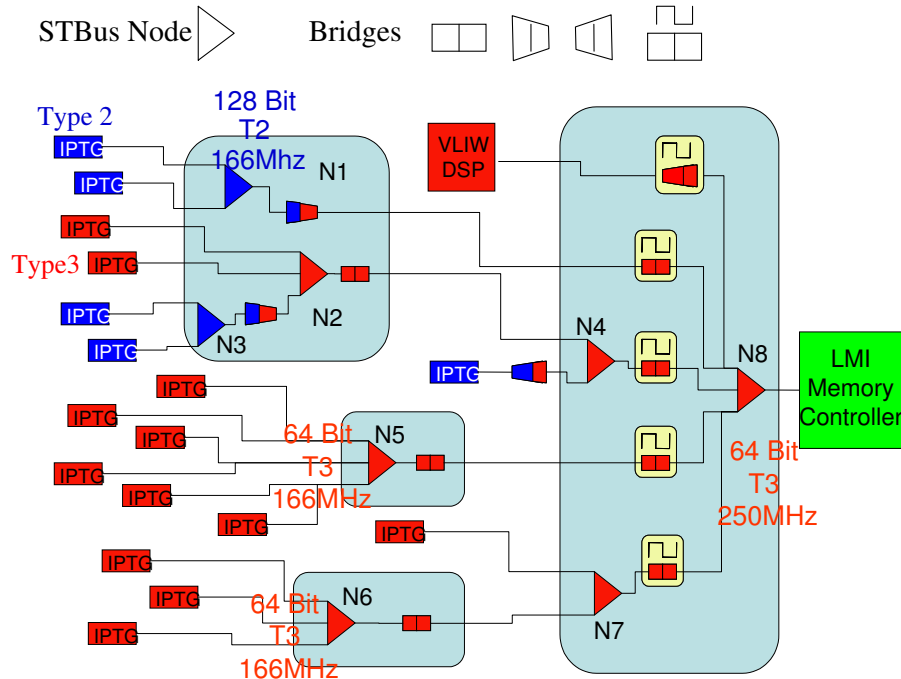 STBus Node
Bridges
Type 2
128 Bit
T2
166Mhz
IPTG
IPTG
IPTG
Type3
IPTG
IPTG
IPTG
N1
N2
N3
VLIW
DSP
N4
IPTG
N8
LMI
Memory
Controller
64 Bit
T3
250MHz
IPTG
IPTG
IPTG
IPTG
IPTG
IPTG
64 Bit
T3
166MHz
N5
IPTG
IPTG
IPTG
IPTG
64 Bit
T3
166MHz
N6
N7